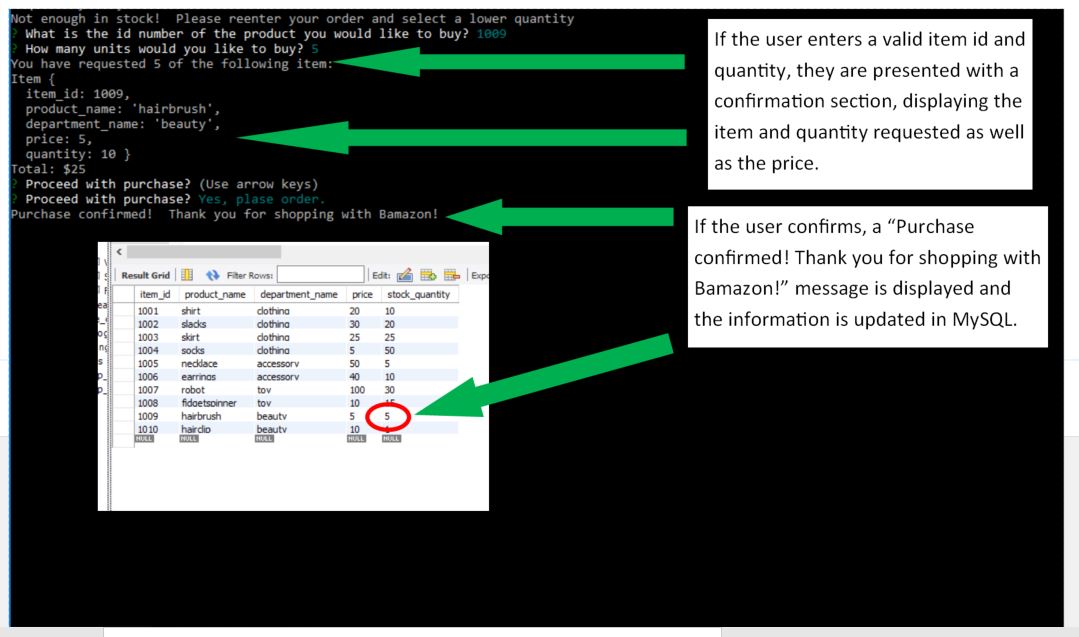 Not enough in stock!  Please reenter your order and select a lower quantity
? What is the id number of the product you would like to buy? 1009
? How many units would you like to buy? 5
You have requested 5 of the following item:
Item {
item_id: 1009,
product_name: 'hairbrush',
department_name: 'beauty',
price: 5,
quantity: 10 }
Total: $25
? Proceed with purchase? (Use arrow keys)
? Proceed with purchase? Yes, plase order.
Purchase confirmed!  Thank you for shopping with Bamazon!
If the user enters a valid item id and
quantity, they are presented with a
confirmation section, displaying the
item and quantity requested as well
as the price.
If the user confirms, a “Purchase
confirmed! Thank you for shopping with
Bamazon!” message is displayed and
the information is updated in MySQL.
Result Grid Filter Rows: Edit: Expo
item_id product_name department_name price stock_quantity
1001 shirt clothing 20 10
1002 slacks clothing 30 20
1003 skirt clothing 25 25
1004 socks clothing 5 50
1005 necklace accessory 50 5
1006 earrings accessory 40 10
1007 robot toy 100 30
1008 fidgetspinner toy 10 15
1009 hairbrush beauty 5 5
1010 hairclip beauty 10
NULL NULL NULL NULL NULL